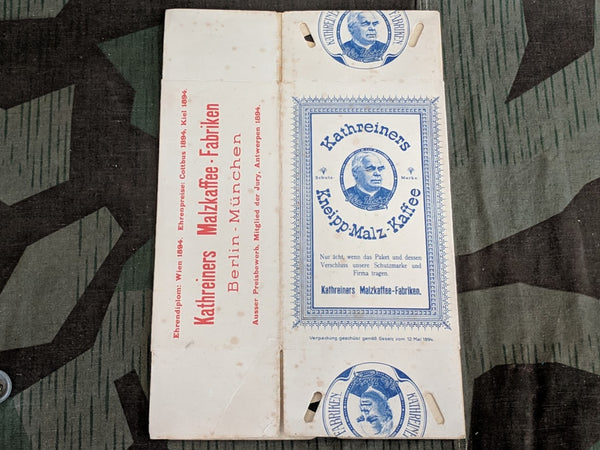 Ehrendiplom: Wien 1894. Ehrenpreise: Cottbus 1894, Kiel 1894.
Kathreiners Malzkaffee-Fabriken
Berlin - München
Ausser Preisbewerb. Mitglied der Jury, Antwerpen 1894.
KATHREINER'S FABRIKEN
Kathreiners
Schutz- Marke
Kneipp-Malz-Kaffee
Nur ächt, wenn das Paket und dessen
Verschluss unsere Schutzmarke und
Firma tragen.
Kathreiners Malzkaffee-Fabriken.
Verpackung geschützt gemäß Gesetz vom 12 Mai 1894.
FABRIKEN KATHREINER'S